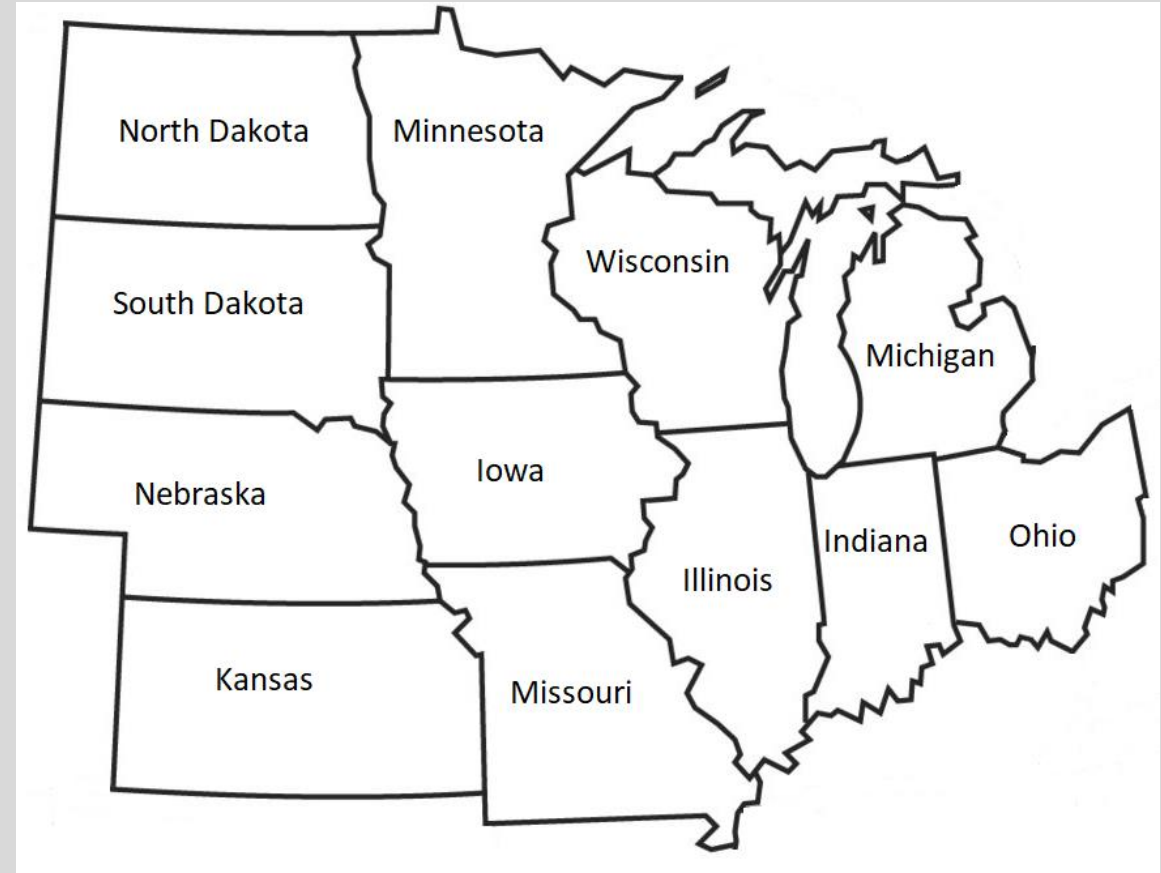 North Dakota
Minnesota
Wisconsin
South Dakota
Michigan
Iowa
Nebraska
Indiana
Ohio
Illinois
Kansas
Missouri